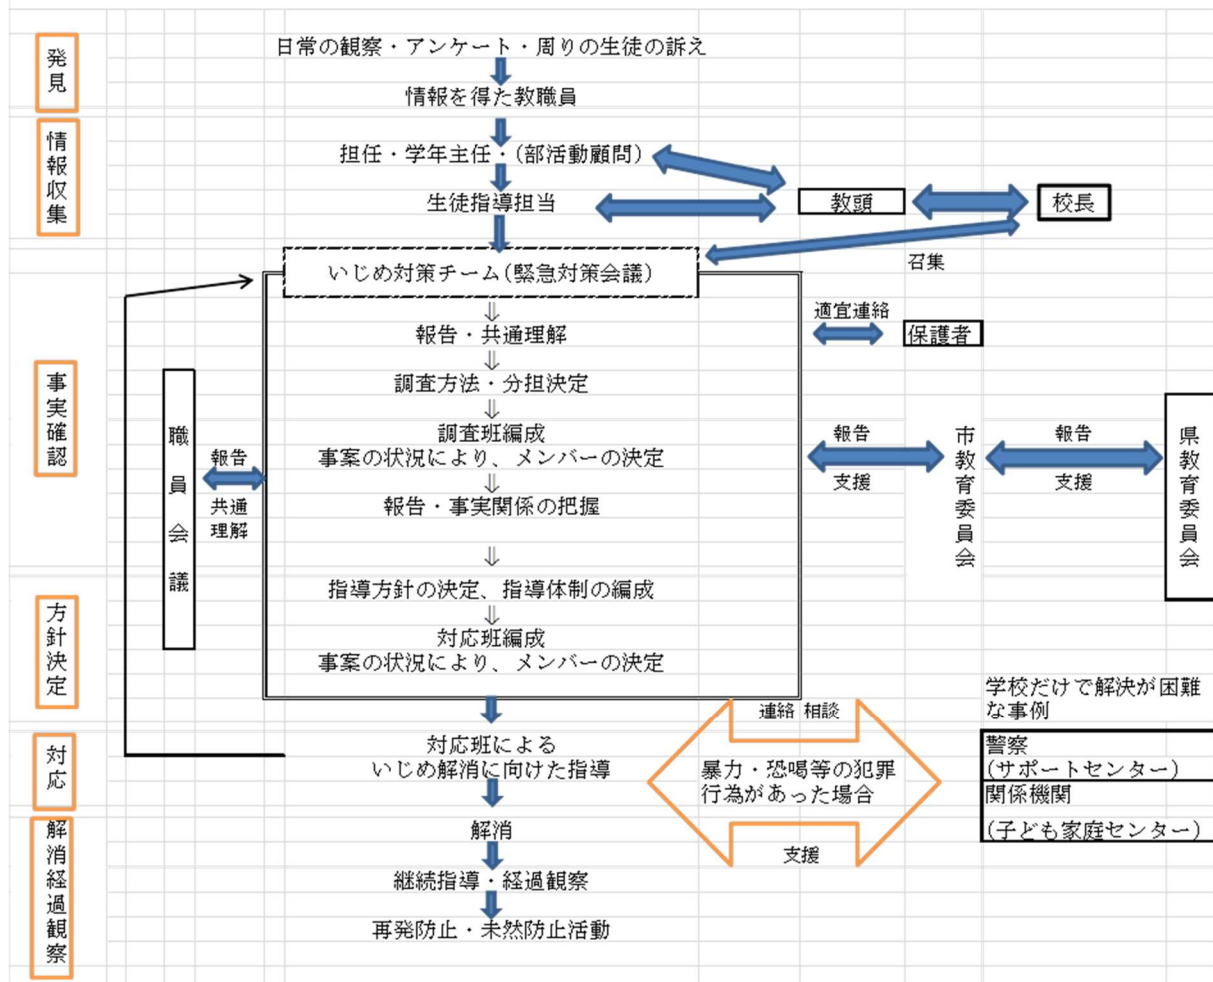 発見
日常の観察・アンケート・周りの生徒の訴え
情報を得た教職員
情報収集
担任・学年主任・(部活動顧問)
生徒指導担当
教頭
校長
召集
いじめ対策チーム(緊急対策会議)
⇓
報告・共通理解
⇓
調査方法・分担決定
⇓
調査班編成
事案の状況により、メンバーの決定
⇓
報告・事実関係の把握
⇓
指導方針の決定、指導体制の編成
⇓
対応班編成
事案の状況により、メンバーの決定
適宜連絡
保護者
事実確認
職員会議
報告
共通
理解
報告
支援
市教育委員会
報告
支援
県教育委員会
方針決定
対応
対応班による
いじめ解消に向けた指導
連絡 相談
暴力・恐喝等の犯罪
行為があった場合
支援
学校だけで解決が困難
な事例
警察
(サポートセンター)
関係機関
(子ども家庭センター)
解消経過観察
解消
継続指導・経過観察
再発防止・未然防止活動